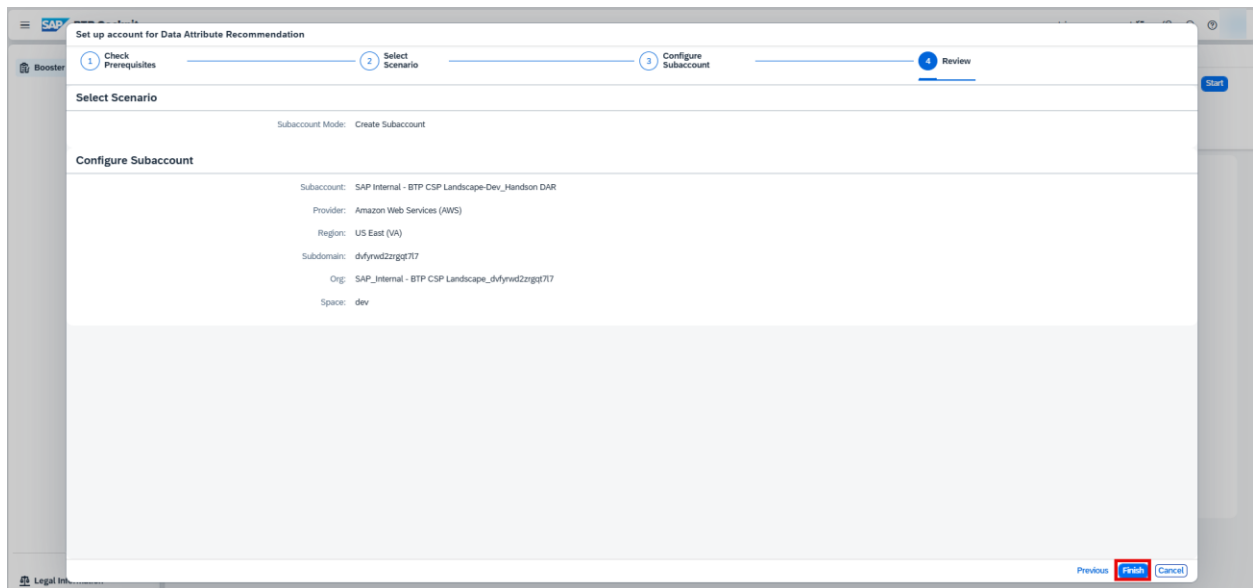 SAP
Set up account for Data Attribute Recommendation
Booster
1 Check Prerequisites
2 Select Scenario
3 Configure Subaccount
4 Review
Start
Select Scenario
Subaccount Mode: Create Subaccount
Configure Subaccount
Subaccount: SAP Internal - BTP CSP Landscape-Dev_Handson DAR
Provider: Amazon Web Services (AWS)
Region: US East (VA)
Subdomain: dvfyrwd2zrgqt7l7
Org: SAP_Internal - BTP CSP Landscape_dvfyrwd2zrgqt7l7
Space: dev
Previous Finish Cancel
Legal